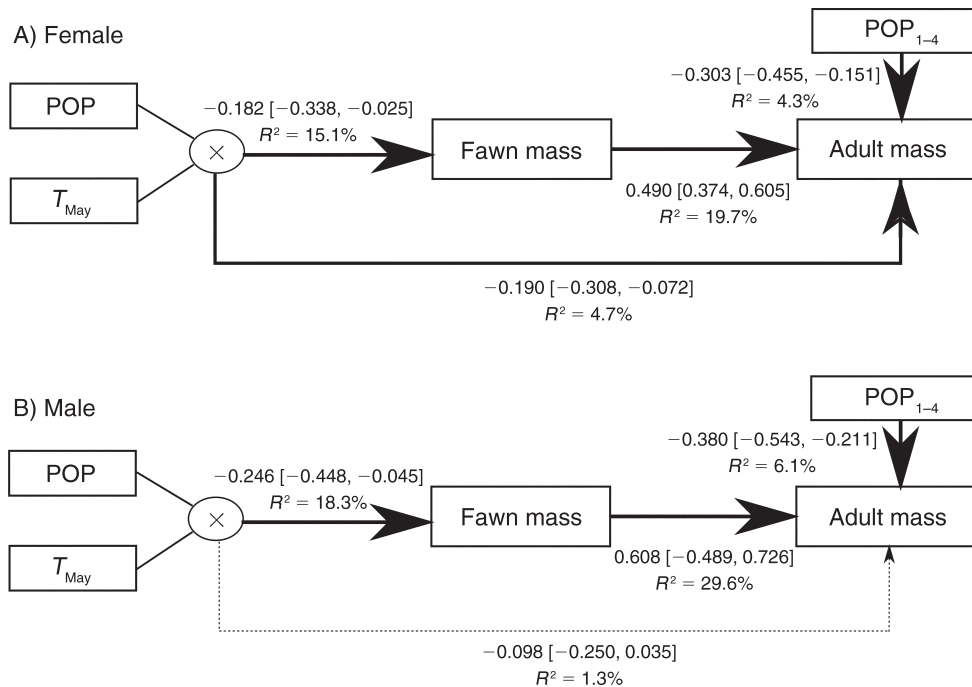 A) Female
POP₁₋₄
POP
−0.182 [−0.338, −0.025]
R² = 15.1%
−0.303 [−0.455, −0.151]
R² = 4.3%
×
Fawn mass
Adult mass
T_May
0.490 [0.374, 0.605]
R² = 19.7%
−0.190 [−0.308, −0.072]
R² = 4.7%
B) Male
POP₁₋₄
POP
−0.246 [−0.448, −0.045]
R² = 18.3%
−0.380 [−0.543, −0.211]
R² = 6.1%
×
Fawn mass
Adult mass
T_May
0.608 [−0.489, 0.726]
R² = 29.6%
−0.098 [−0.250, 0.035]
R² = 1.3%